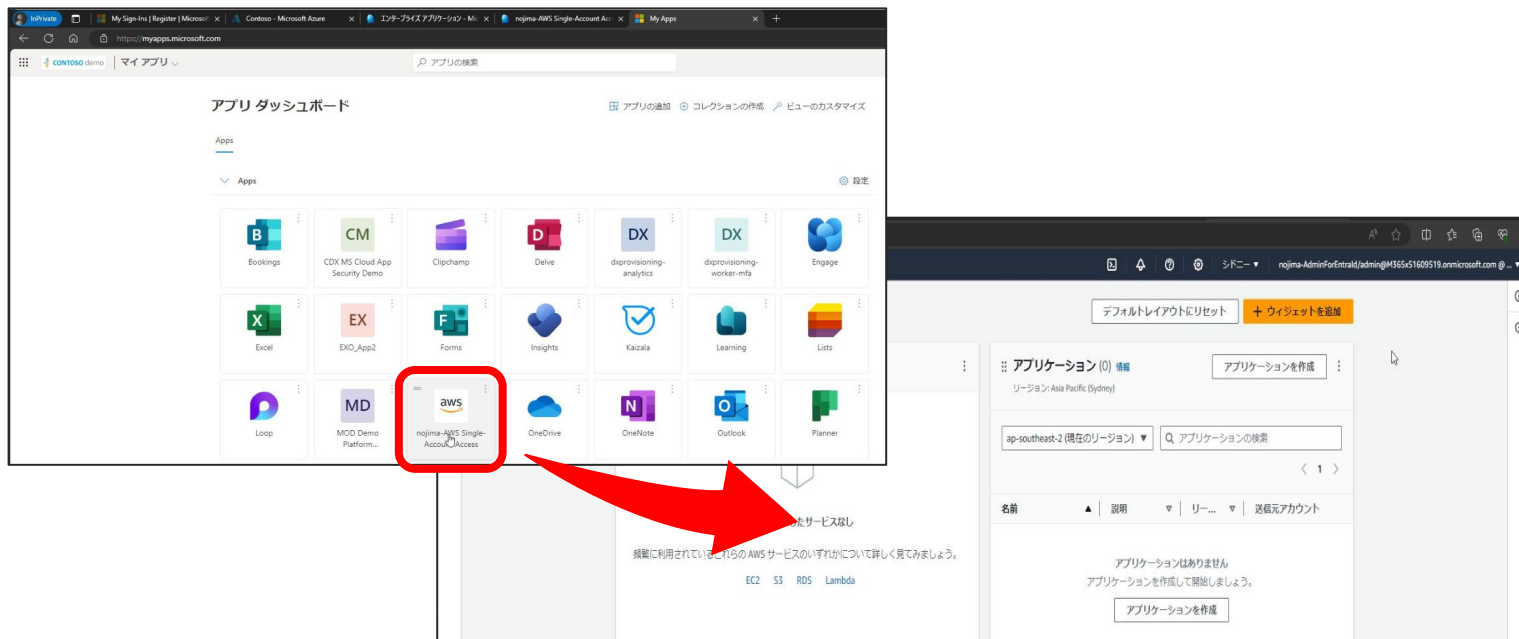 InPrivate
My Sign-Ins | Register | Microsoft
Contoso - Microsoft Azure
エンタープライズ アプリケーション - Mic
nojima-AWS Single-Account Acc
My Apps
https://myapps.microsoft.com
CONTOSO demo
マイ アプリ
アプリの検索
アプリ ダッシュボード
アプリの追加
コレクションの作成
ビューのカスタマイズ
Apps
Apps
設定
B
CM
D
DX
DX
Bookings
CDX MS Cloud App
Security Demo
Clipchamp
Delve
dxprovisioning-
analytics
dxprovisioning-
worker-mfa
Engage
X
EX
F
Excel
EXO_App2
Forms
Insights
Kaizala
Learning
Lists
MD
aws
N
O
Loop
MOD Demo
Platform...
nojima-AWS Single-
Account Access
OneDrive
OneNote
Outlook
Planner
シドニー
nojima-AdminForEntraId/admin@M365x51609519.onmicrosoft.com @ ...
デフォルトレイアウトにリセット
+ ウィジェットを追加
アプリケーション (0) 情報
アプリケーションを作成
リージョン: Asia Pacific (Sydney)
ap-southeast-2 (現在のリージョン)
アプリケーションの検索
1
名前
説明
リー...
送信元アカウント
たサービスなし
頻繁に利用されているこれらの AWS サービスのいずれかについて詳しく見てみましょう。
EC2 S3 RDS Lambda
アプリケーションはありません
アプリケーションを作成して開始しましょう。
アプリケーションを作成